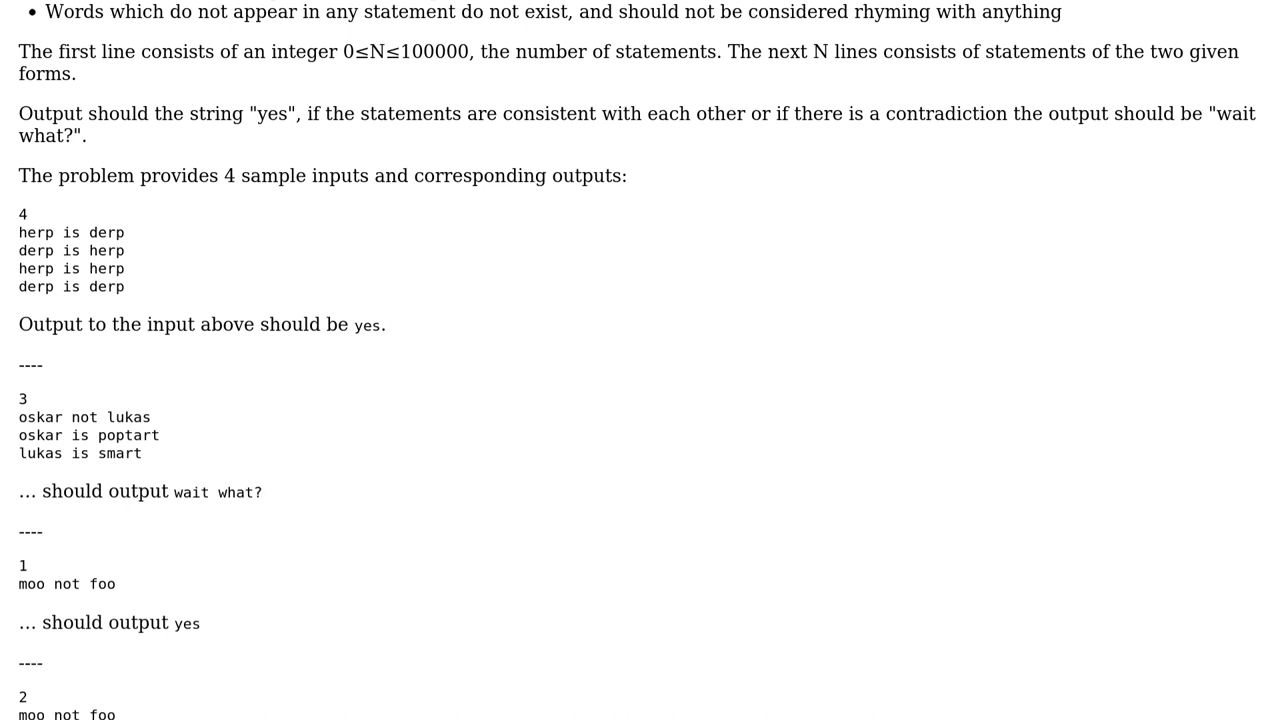 • Words which do not appear in any statement do not exist, and should not be considered rhyming with anything
The first line consists of an integer 0≤N≤100000, the number of statements. The next N lines consists of statements of the two given
forms.
Output should the string "yes", if the statements are consistent with each other or if there is a contradiction the output should be "wait
what?".
The problem provides 4 sample inputs and corresponding outputs:
4
herp is derp
derp is herp
herp is herp
derp is derp
Output to the input above should be yes.
----
3
oskar not lukas
oskar is poptart
lukas is smart
... should output wait what?
----
1
moo not foo
... should output yes
----
2
moo not foo